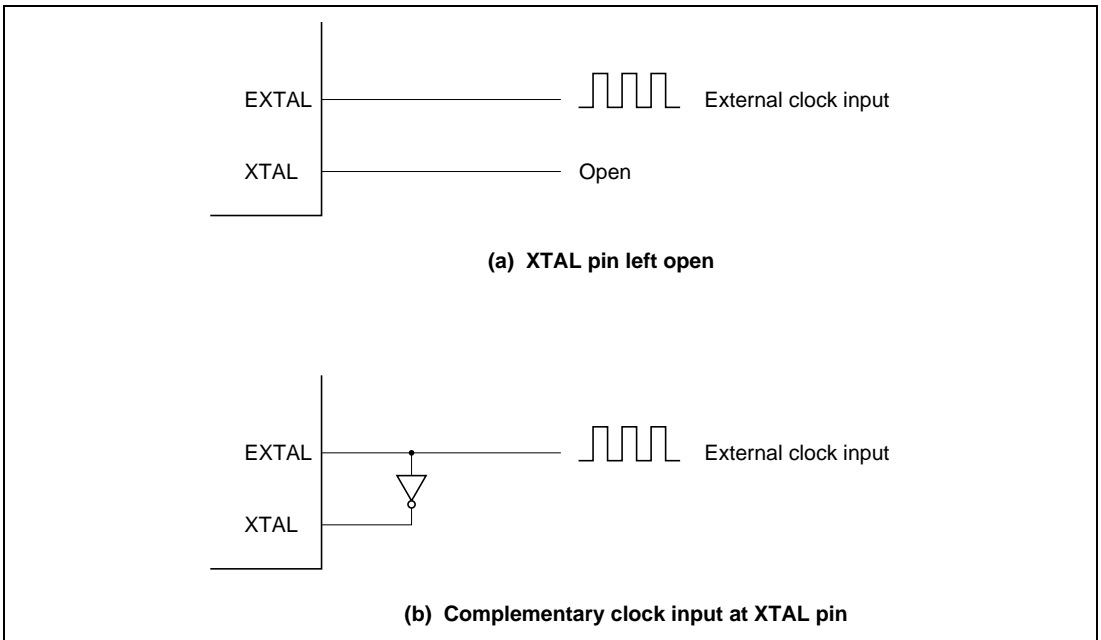 EXTAL
External clock input
XTAL
Open
(a) XTAL pin left open
EXTAL
External clock input
XTAL
(b) Complementary clock input at XTAL pin